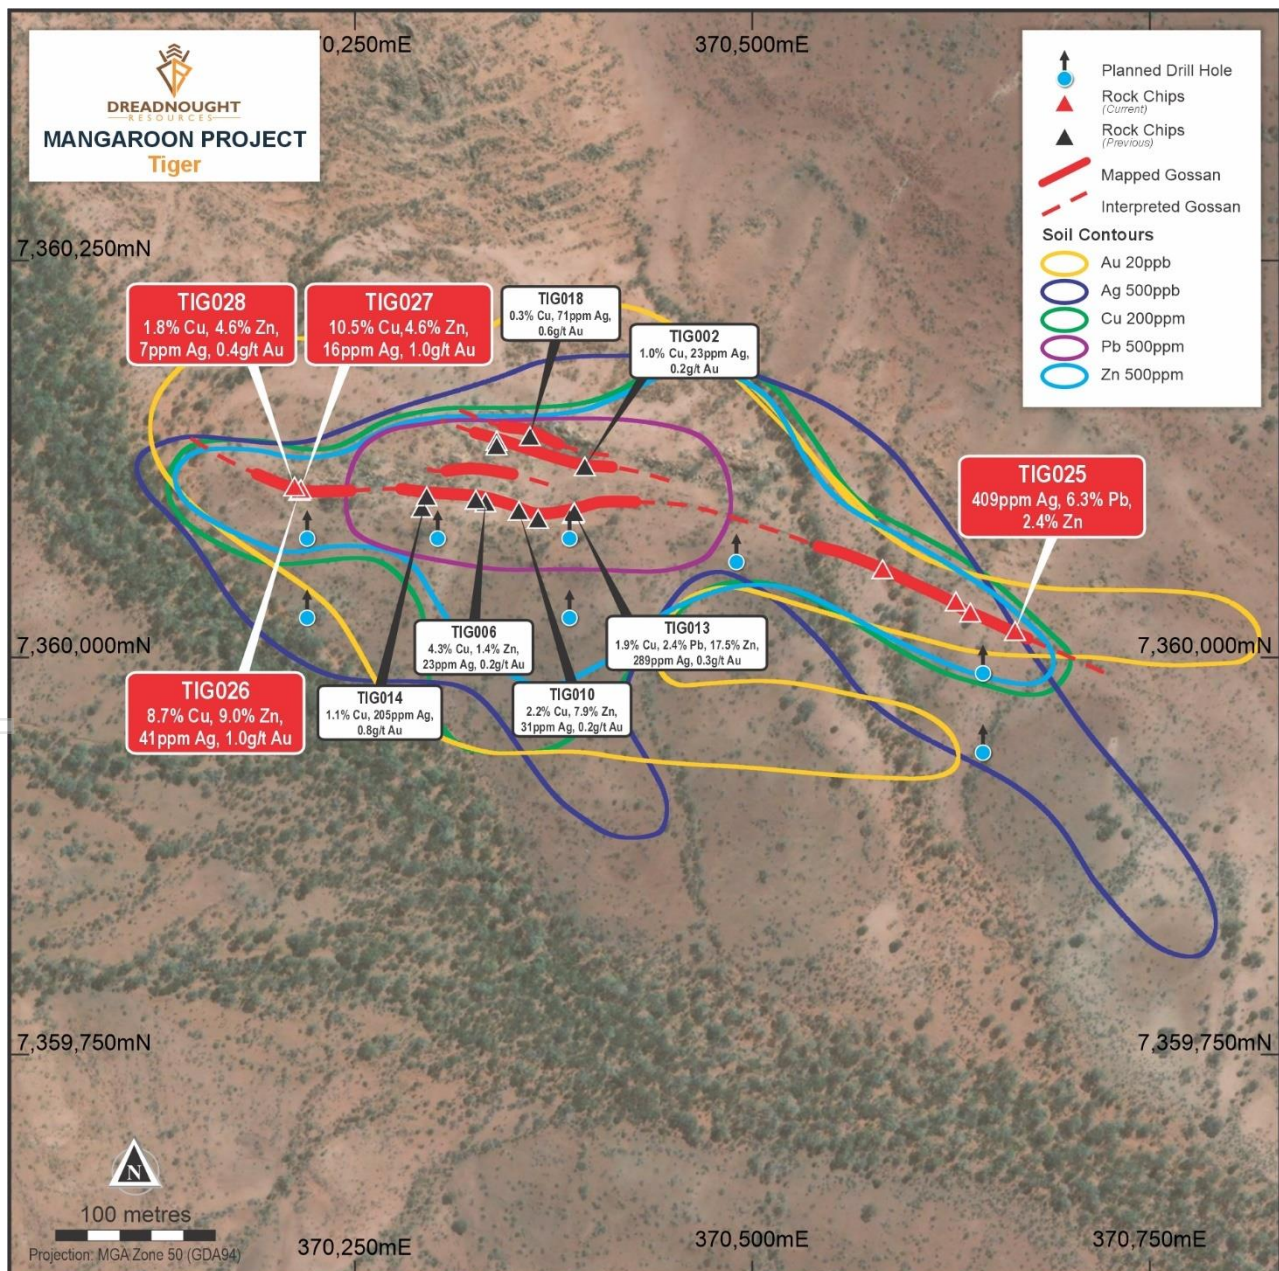 DREADNOUGHT
RESOURCES
MANGAROON PROJECT
Tiger
0,250mE
370,500mE
Planned Drill Hole
Rock Chips
(Current)
Rock Chips
(Previous)
Mapped Gossan
Interpreted Gossan
Soil Contours
Au 20ppb
Ag 500ppb
Cu 200ppm
Pb 500ppm
Zn 500ppm
7,360,250mN
TIG028
1.8% Cu, 4.6% Zn,
7ppm Ag, 0.4g/t Au
TIG027
10.5% Cu,4.6% Zn,
16ppm Ag, 1.0g/t Au
TIG018
0.3% Cu, 71ppm Ag,
0.6g/t Au
TIG002
1.0% Cu, 23ppm Ag,
0.2g/t Au
TIG025
409ppm Ag, 6.3% Pb,
2.4% Zn
TIG006
4.3% Cu, 1.4% Zn,
23ppm Ag, 0.2g/t Au
TIG013
1.9% Cu, 2.4% Pb, 17.5% Zn,
289ppm Ag, 0.3g/t Au
7,360,000mN
7,360,000mN
TIG026
8.7% Cu, 9.0% Zn,
41ppm Ag, 1.0g/t Au
TIG014
1.1% Cu, 205ppm Ag,
0.8g/t Au
TIG010
2.2% Cu, 7.9% Zn,
31ppm Ag, 0.2g/t Au
7,359,750mN
7,359,750mN
N
100 metres
Projection: MGA Zone 50 (GDA94)
370,250mE
370,500mE
370,750mE